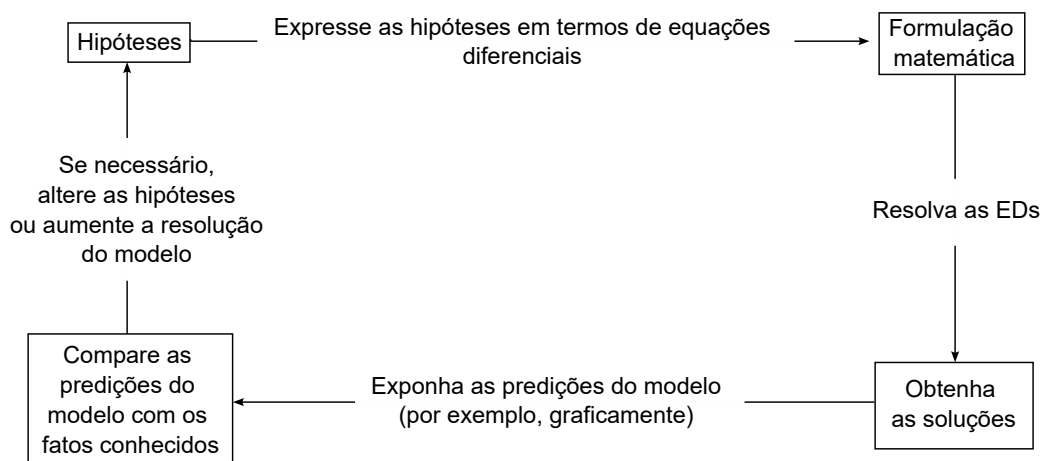 Hipóteses
Expresse as hipóteses em termos de equações
diferenciais
Formulação
matemática
Resolva as EDs
Obtenha
as soluções
Exponha as predições do modelo
(por exemplo, graficamente)
Compare as
predições do
modelo com os
fatos conhecidos
Se necessário,
altere as hipóteses
ou aumente a resolução
do modelo